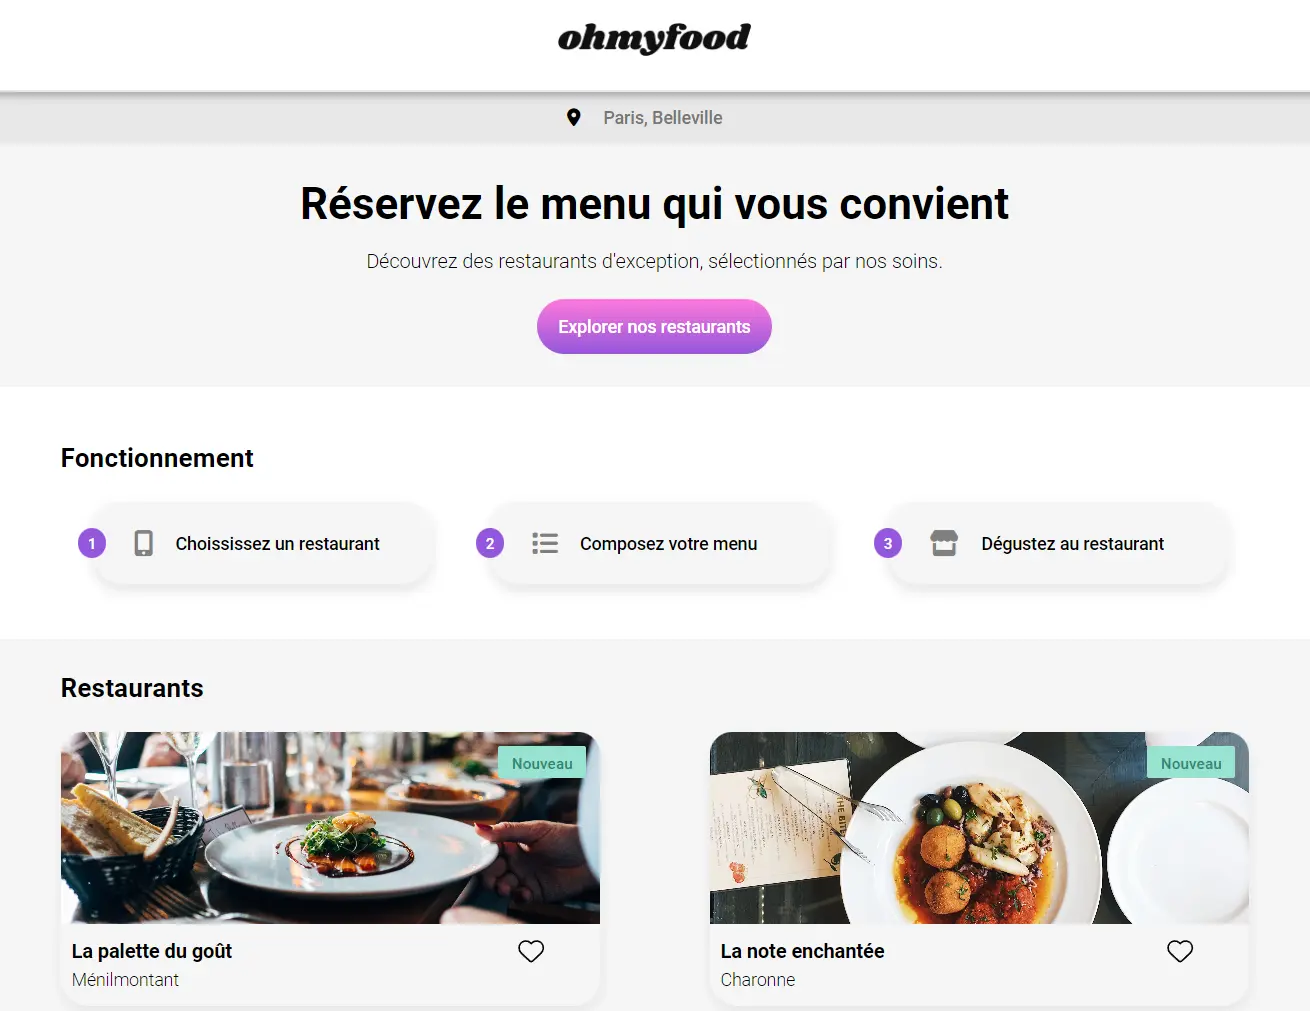 ohmyfood
Paris, Belleville
Réservez le menu qui vous convient
Découvrez des restaurants d'exception, sélectionnés par nos soins.
Explorer nos restaurants
Fonctionnement
1 Choississez un restaurant
2 Composez votre menu
3 Dégustez au restaurant
Restaurants
Nouveau
La palette du goût
Ménilmontant
Nouveau
La note enchantée
Charonne